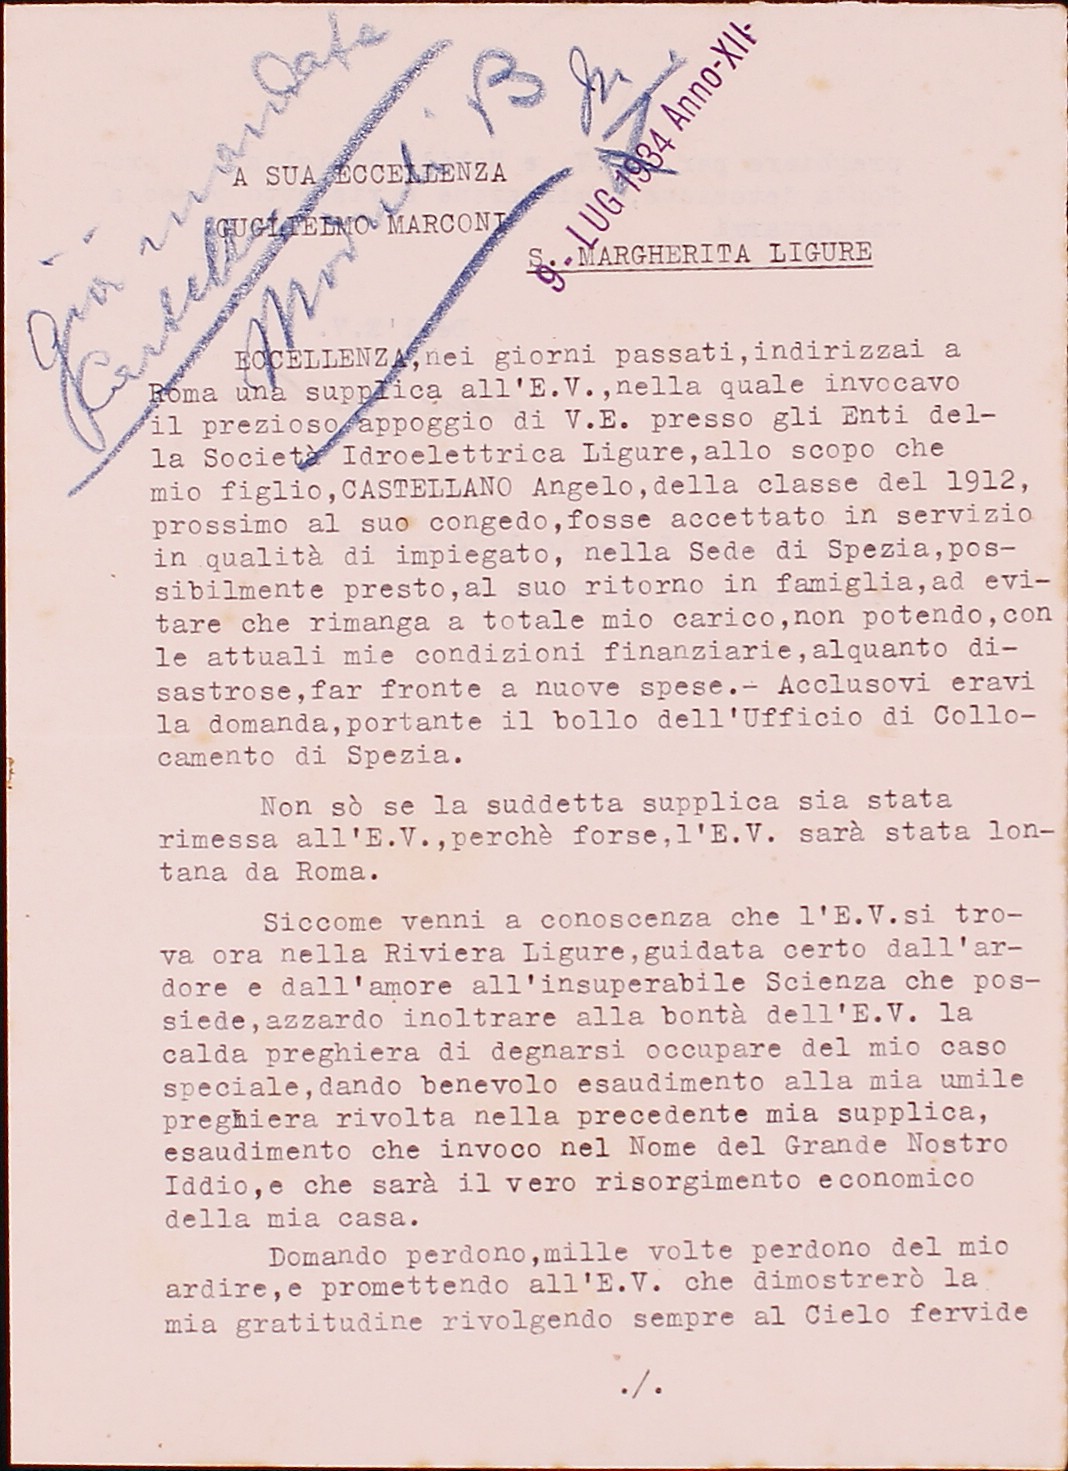 Già mandata
Cartella
B
9 - LUG 1934 Anno-XII-
A SUA ECCELLENZA
GUGLIELMO MARCONI
S. MARGHERITA LIGURE
ECCELLENZA,nei giorni passati,indirizzai a
Roma una supplica all'E.V.,nella quale invocavo
il prezioso appoggio di V.E. presso gli Enti del-
la Società Idroelettrica Ligure,allo scopo che
mio figlio,CASTELLANO Angelo,della classe del 1912,
prossimo al suo congedo,fosse accettato in servizio
in qualità di impiegato, nella Sede di Spezia,pos-
sibilmente presto,al suo ritorno in famiglia,ad evi-
tare che rimanga a totale mio carico,non potendo,con
le attuali mie condizioni finanziarie,alquanto di-
sastrose,far fronte a nuove spese.- Acclusovi eravi
la domanda,portante il bollo dell'Ufficio di Collo-
camento di Spezia.
Non sò se la suddetta supplica sia stata
rimessa all'E.V.,perchè forse,l'E.V. sarà stata lon-
tana da Roma.
Siccome venni a conoscenza che l'E.V.si tro-
va ora nella Riviera Ligure,guidata certo dall'ar-
dore e dall'amore all'insuperabile Scienza che pos-
siede,azzardo inoltrare alla bontà dell'E.V. la
calda preghiera di degnarsi occupare del mio caso
speciale,dando benevolo esaudimento alla mia umile
preghiera rivolta nella precedente mia supplica,
esaudimento che invoco nel Nome del Grande Nostro
Iddio,e che sarà il vero risorgimento economico
della mia casa.
Domando perdono,mille volte perdono del mio
ardire,e promettendo all'E.V. che dimostrerò la
mia gratitudine rivolgendo sempre al Cielo fervide
./.